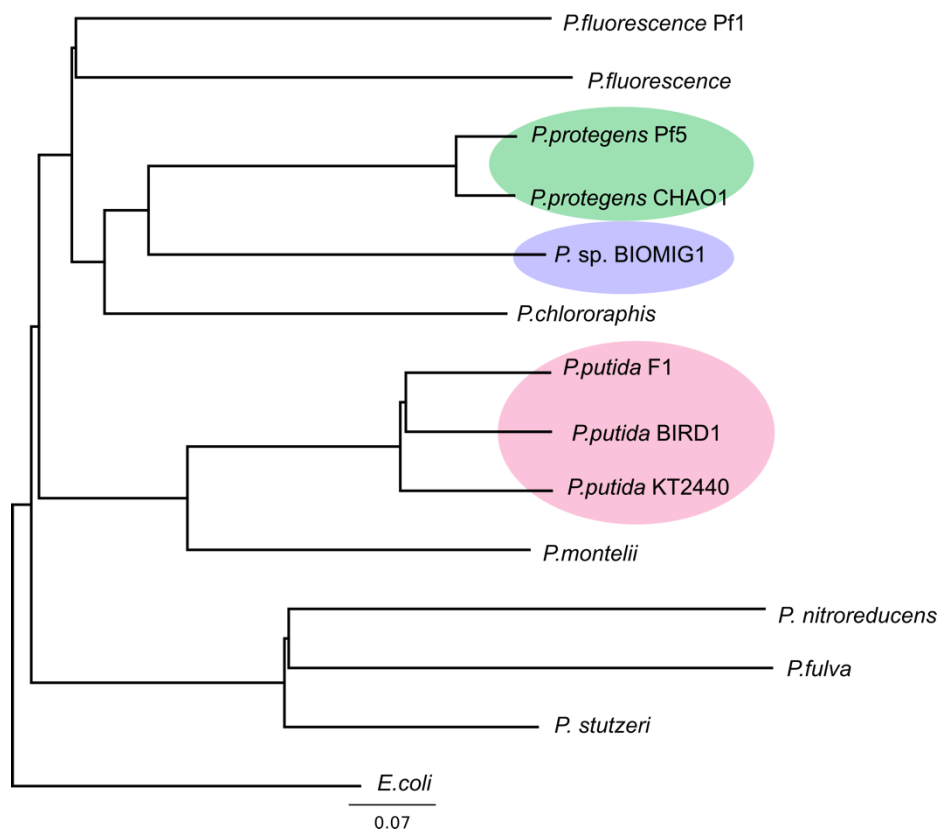 P.fluorescence Pf1
P.fluorescence
P.protegens Pf5
P.protegens CHAO1
P. sp. BIOMIG1
P.chlororaphis
P.putida F1
P.putida BIRD1
P.putida KT2440
P.montelii
P. nitroreducens
P.fulva
P. stutzeri
E.coli
0.07